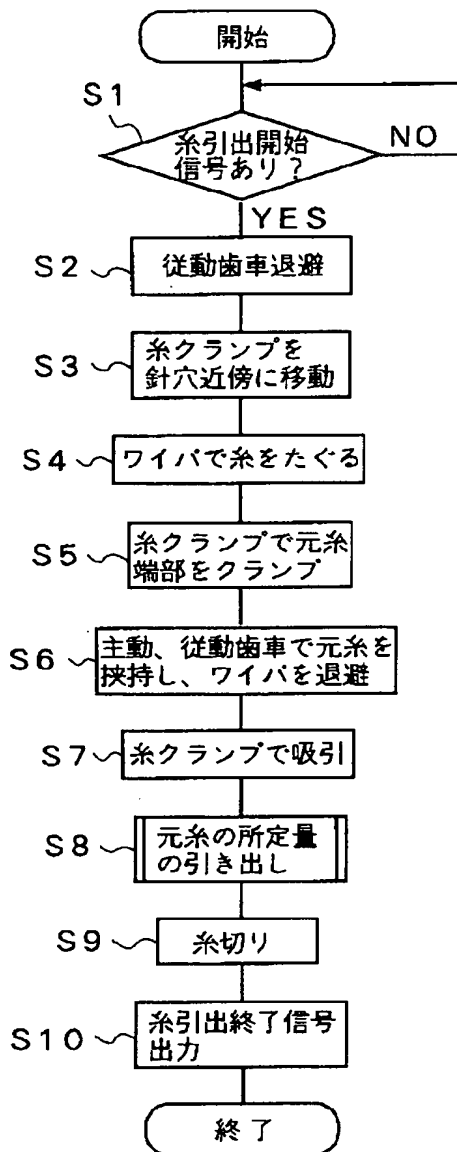 開始
S1
糸引出開始
信号あり?
NO
YES
S2
従動歯車退避
S3
糸クランプを
針穴近傍に移動
S4
ワイパで糸をたぐる
S5
糸クランプで元糸
端部をクランプ
S6
主動、従動歯車で元糸を
挟持し、ワイパを退避
S7
糸クランプで吸引
S8
元糸の所定量
の引き出し
S9
糸切り
S10
糸引出終了信号
出力
終了